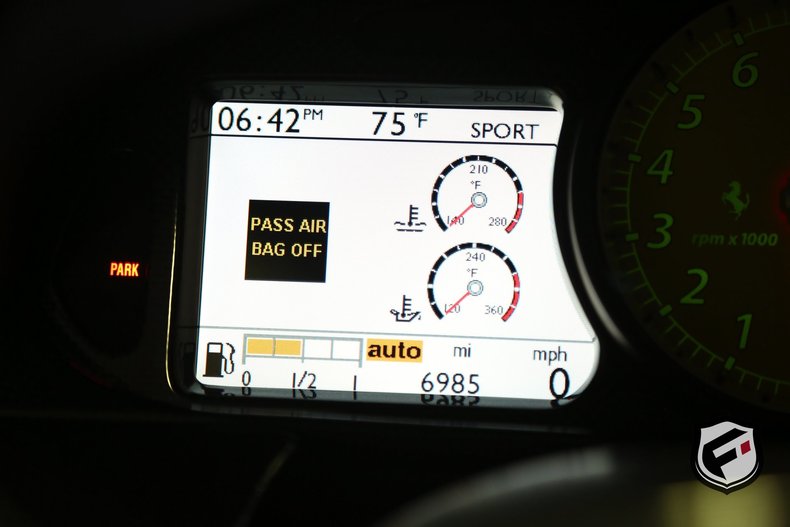 06:42 PM 75 °F SPORT
210
°F
140 280
PASS AIR
BAG OFF
PARK
240
°F
120 360
auto mi mph
0 1/2 1 6985 0
6
5
4
3
2
1
rpm x 1000